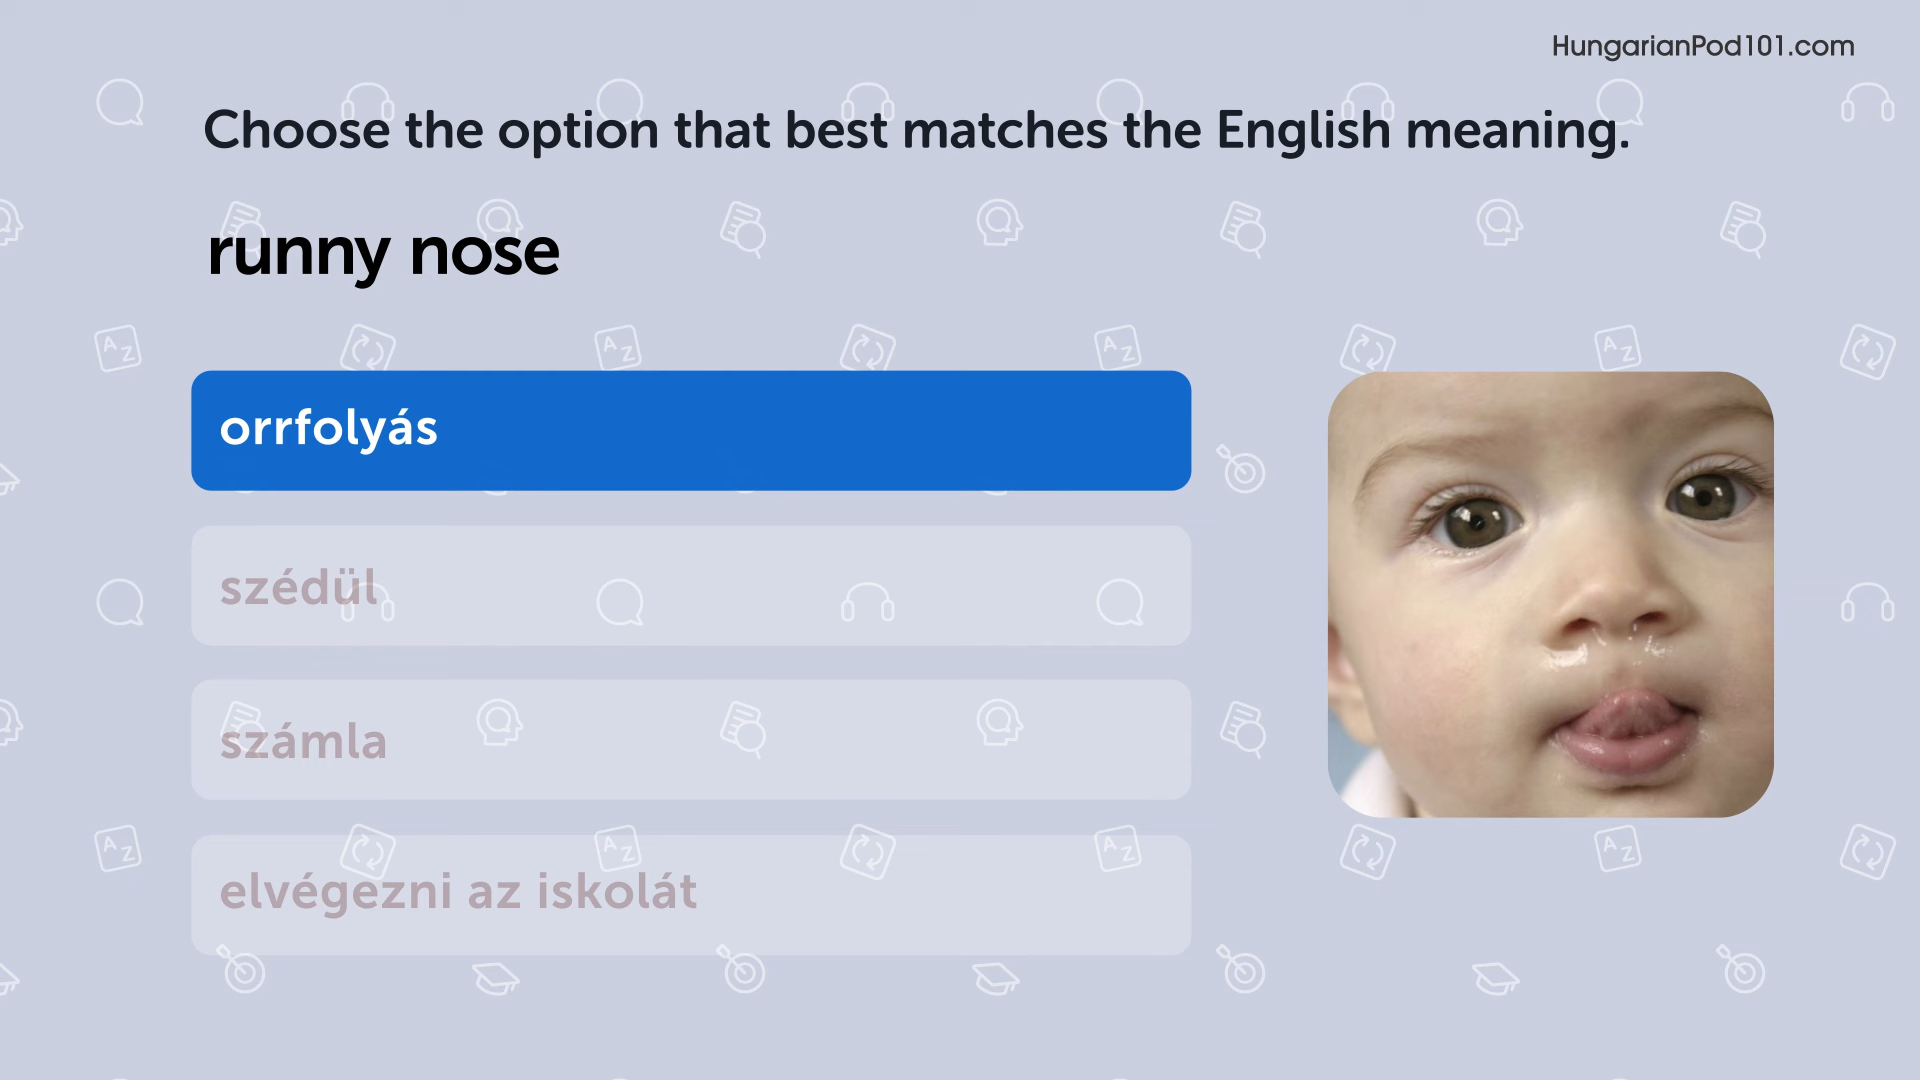 HungarianPod101.com
Choose the option that best matches the English meaning.
runny nose
orrfolyás
szédül
számla
elvégezni az iskolát